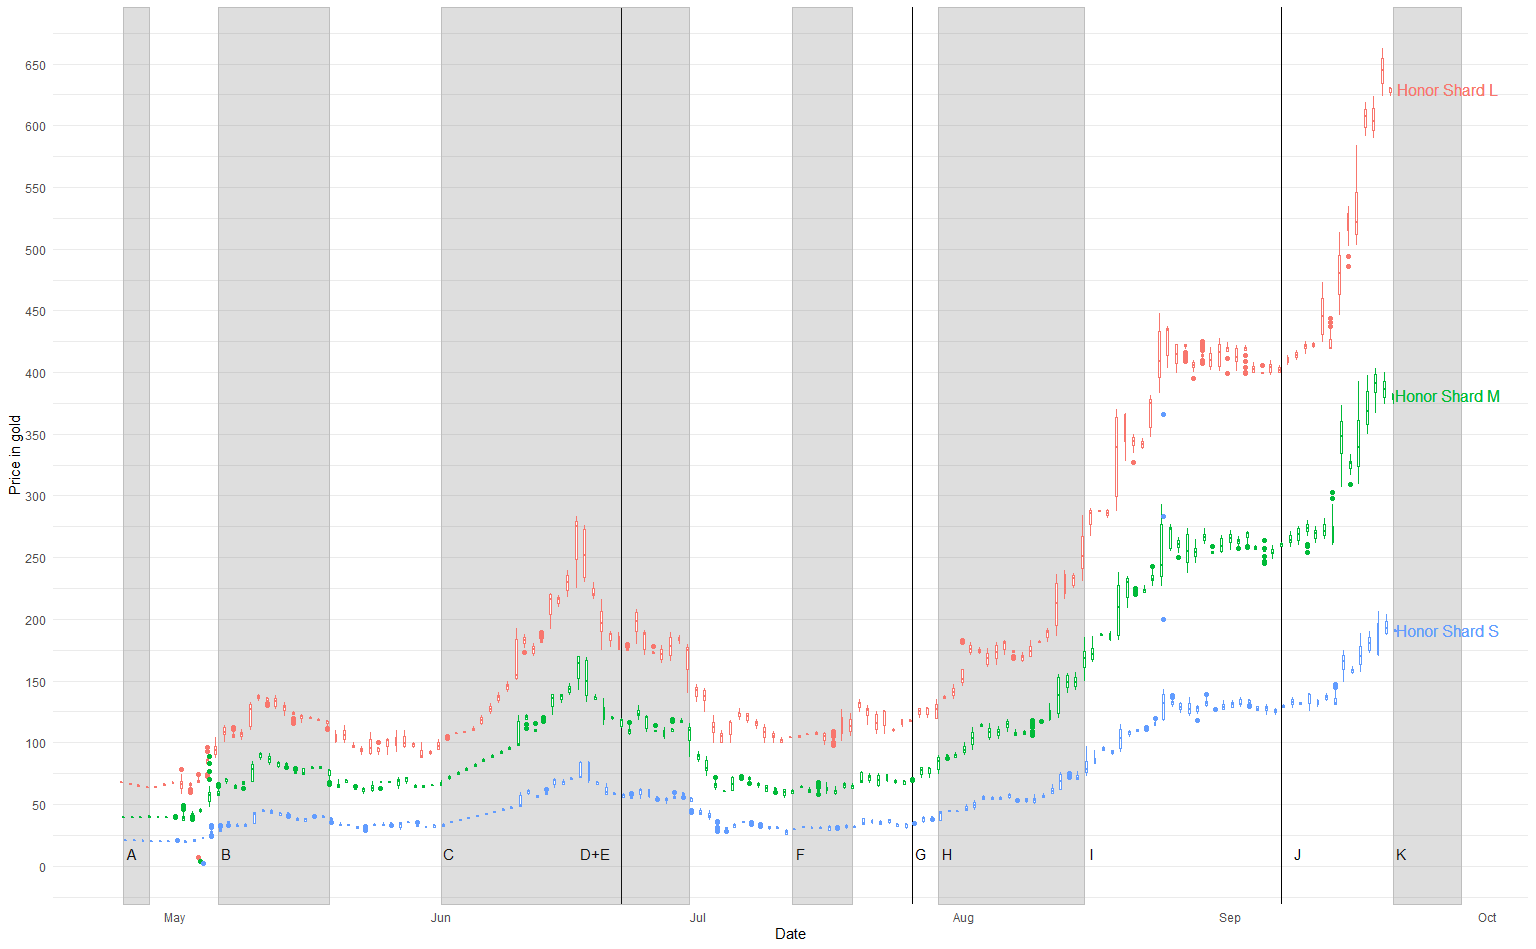 650
600
550
500
450
400
350
300
250
200
150
100
50
0
Price in gold
Honor Shard L
Honor Shard M
Honor Shard S
A
B
C
D+E
F
G
H
I
J
K
May
Jun
Jul
Aug
Sep
Oct
Date